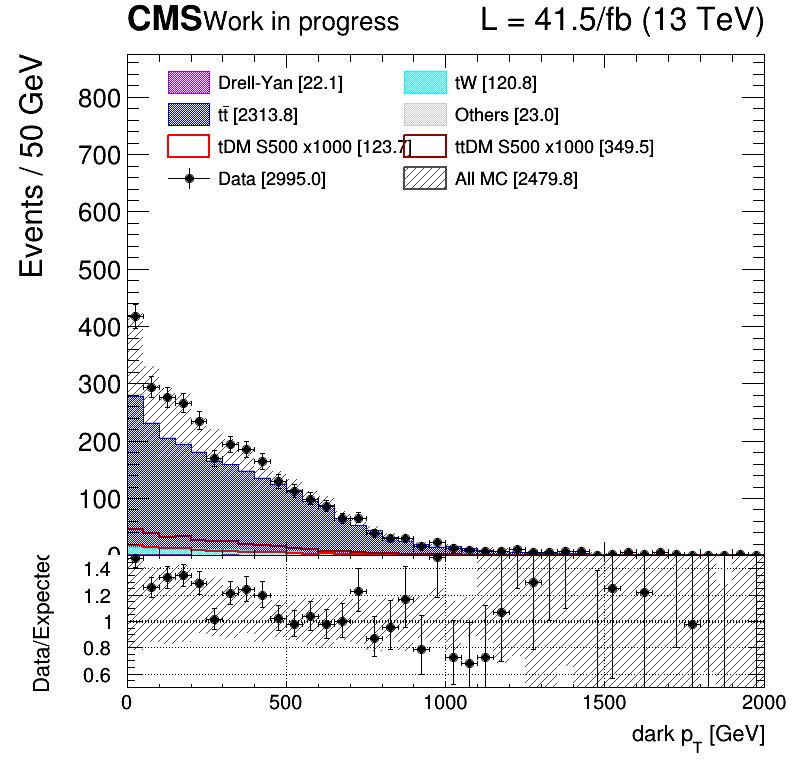 CMS Work in progress L = 41.5/fb (13 TeV)
Events / 50 GeV
Drell-Yan [22.1] tW [120.8]
tt̄ [2313.8] Others [23.0]
tDM S500 x1000 [123.7] ttDM S500 x1000 [349.5]
Data [2995.0] All MC [2479.8]
800
700
600
500
400
300
200
100
0
Data/Expected
1.4
1.2
1
0.8
0.6
0 500 1000 1500 2000
dark p_T [GeV]